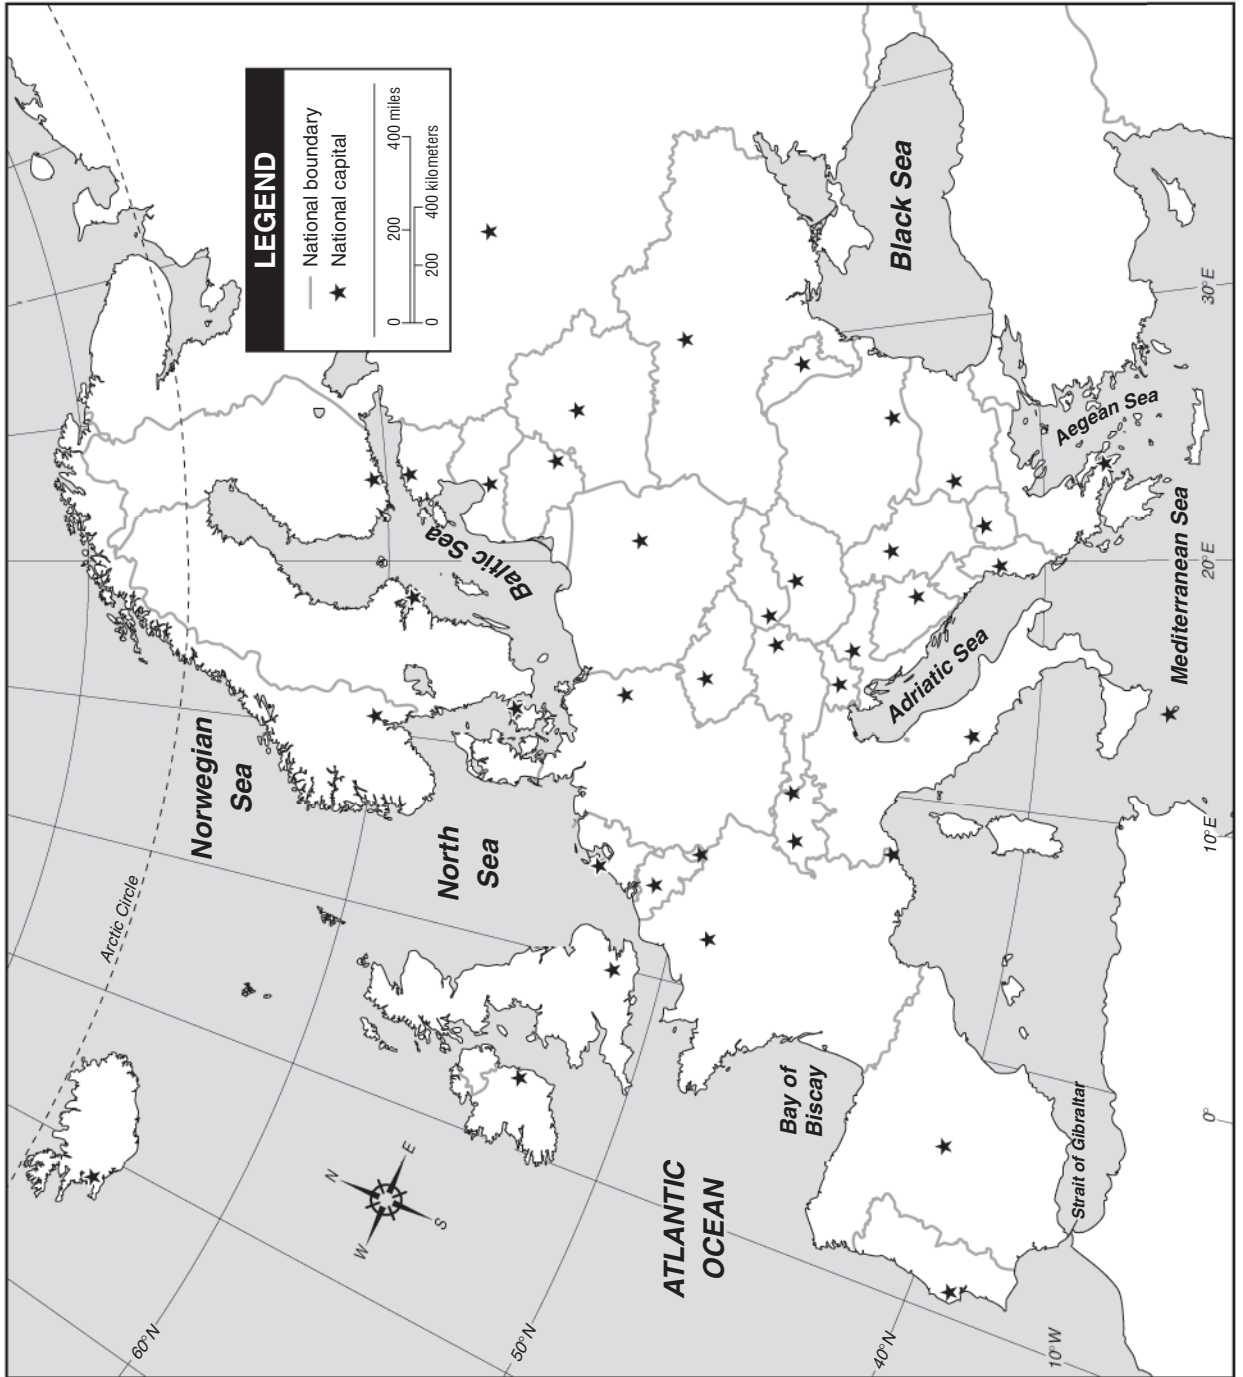 LEGEND
National boundary
National capital
0 200 400 miles
0 200 400 kilometers
Arctic Circle
Norwegian
Sea
North
Sea
Baltic Sea
ATLANTIC
OCEAN
Bay of
Biscay
Black Sea
Adriatic Sea
Aegean Sea
Mediterranean Sea
Strait of Gibraltar
N
E
S
W
60°N
50°N
40°N
10°W
0°
10°E
20°E
30°E